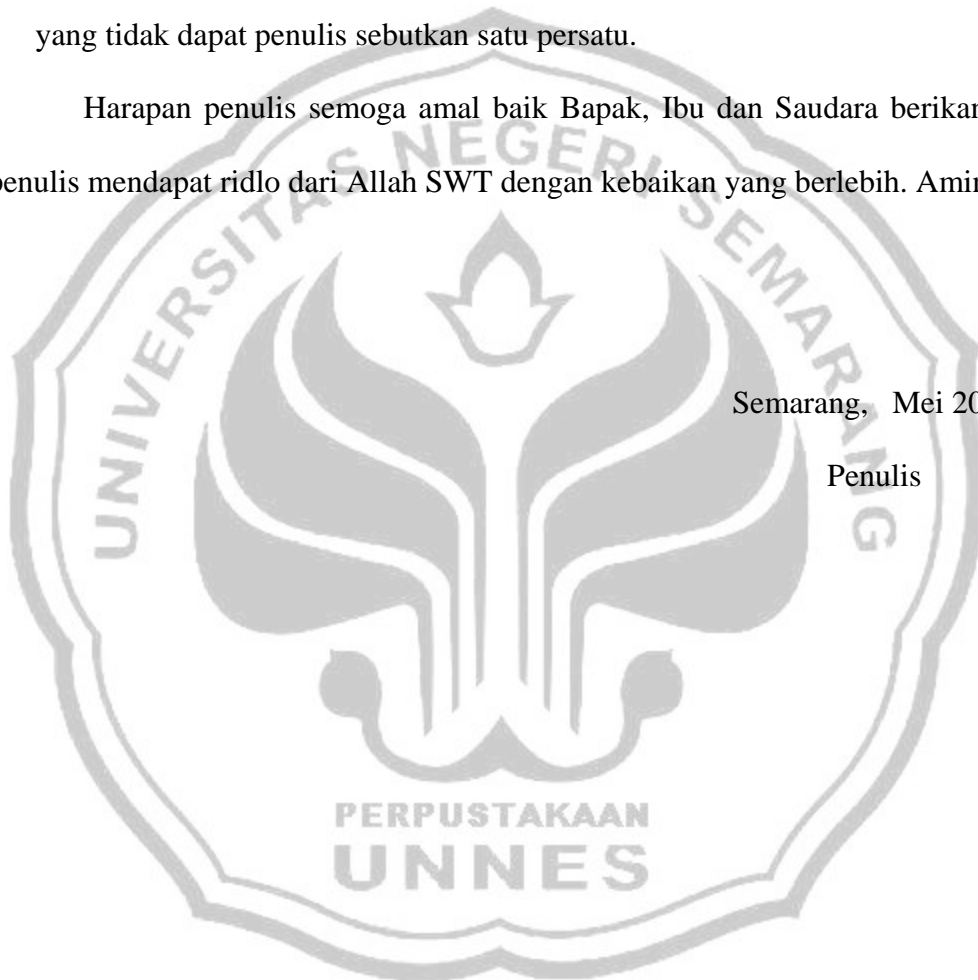 yang tidak dapat penulis sebutkan satu persatu.
Harapan penulis semoga amal baik Bapak, Ibu dan Saudara berikan
penulis mendapat ridlo dari Allah SWT dengan kebaikan yang berlebih. Amin
UNIVERSITAS NEGERI SEMARANG
Semarang, Mei 20
Penulis
PERPUSTAKAAN
UNNES